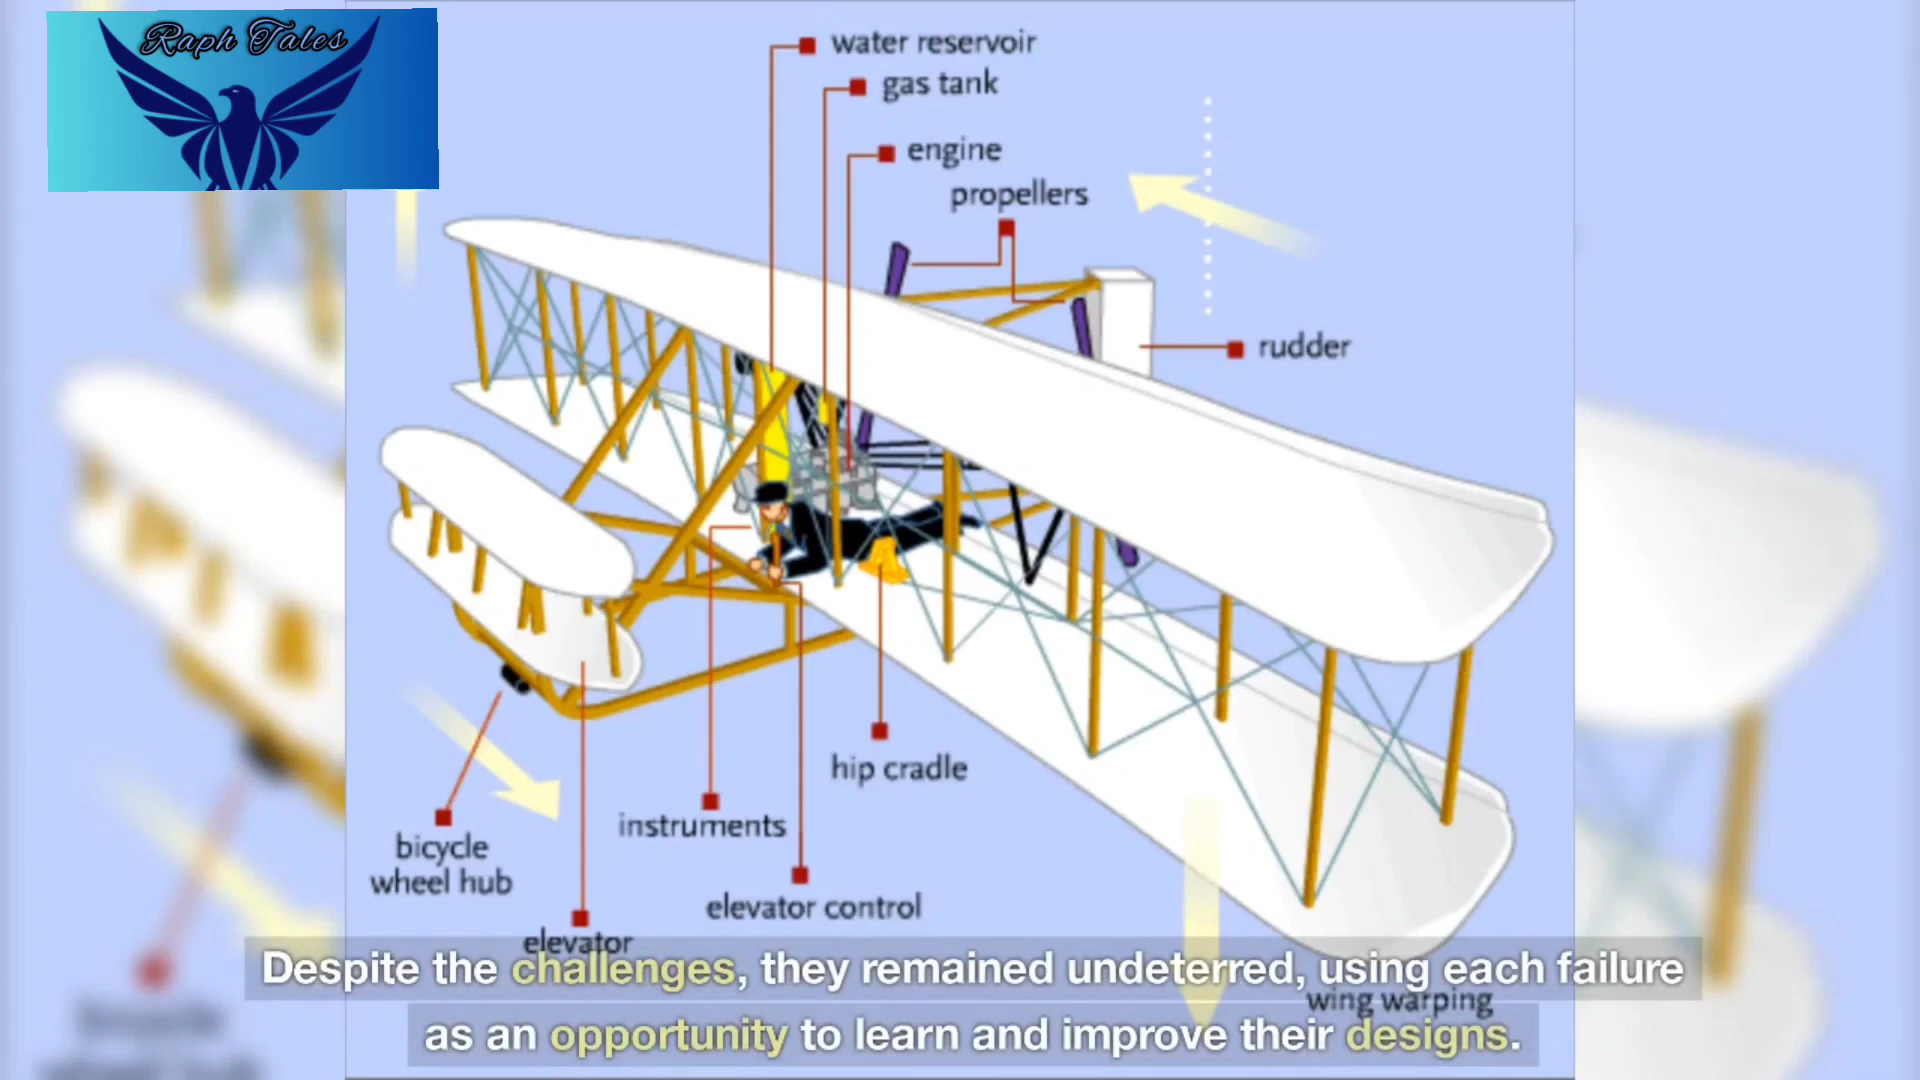 Raph Tales
water reservoir
gas tank
engine
propellers
rudder
hip cradle
instruments
bicycle
wheel hub
elevator control
elevator
wing warping
Despite the challenges, they remained undeterred, using each failure
as an opportunity to learn and improve their designs.